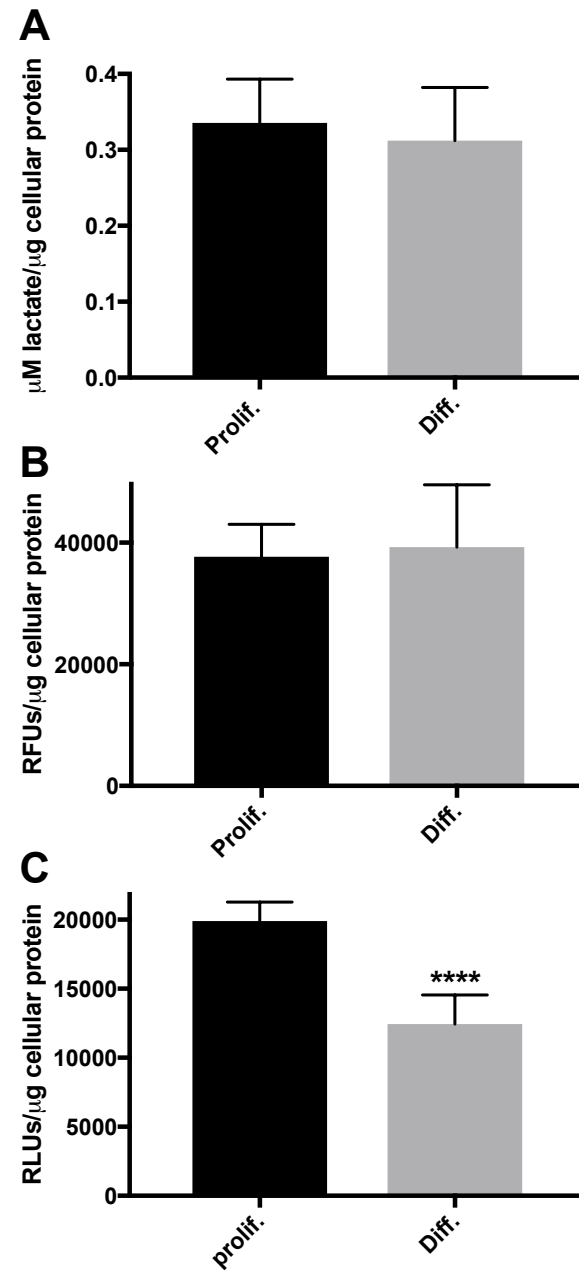 A
μM lactate/μg cellular protein
0.4
0.3
0.2
0.1
0.0
Prolif.
Diff.
B
RFUs/μg cellular protein
40000
20000
0
Prolif.
Diff.
C
RLUs/μg cellular protein
20000
15000
10000
5000
0
****
prolif.
Diff.